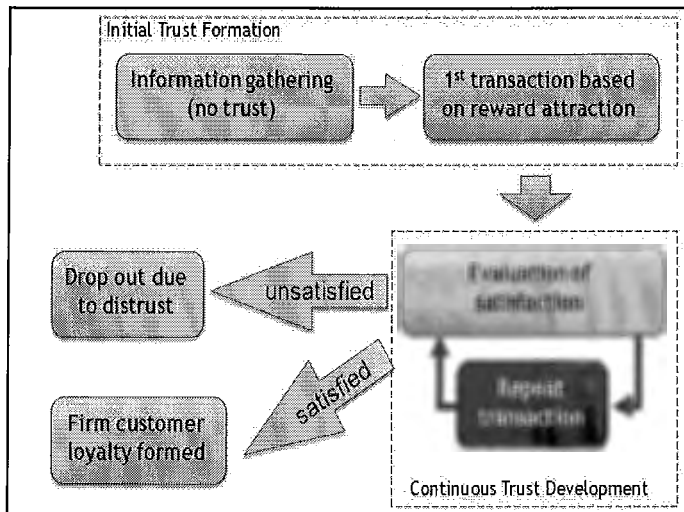 Initial Trust Formation
Information gathering
(no trust)
1st transaction based
on reward attraction
Drop out due
to distrust
unsatisfied
Evaluation of
satisfaction
satisfied
Repeat
transaction
Firm customer
loyalty formed
Continuous Trust Development